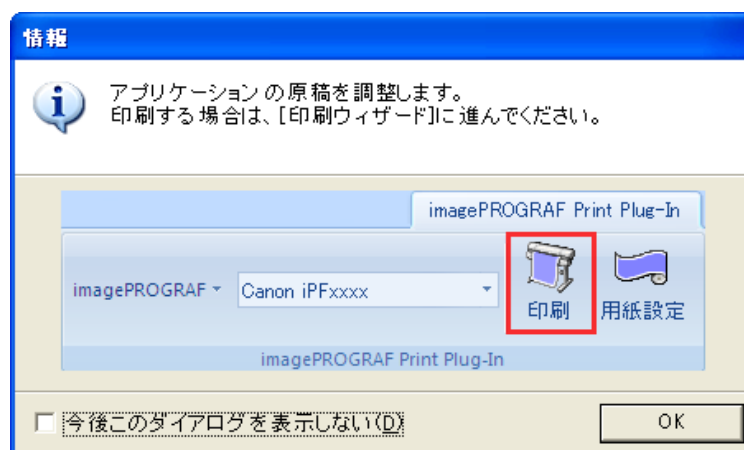 情報
アプリケーションの原稿を調整します。
印刷する場合は、[印刷ウィザード]に進んでください。
imagePROGRAF Print Plug-In
imagePROGRAF
Canon iPFxxxx
印刷
用紙設定
imagePROGRAF Print Plug-In
今後このダイアログを表示しない(D)
OK